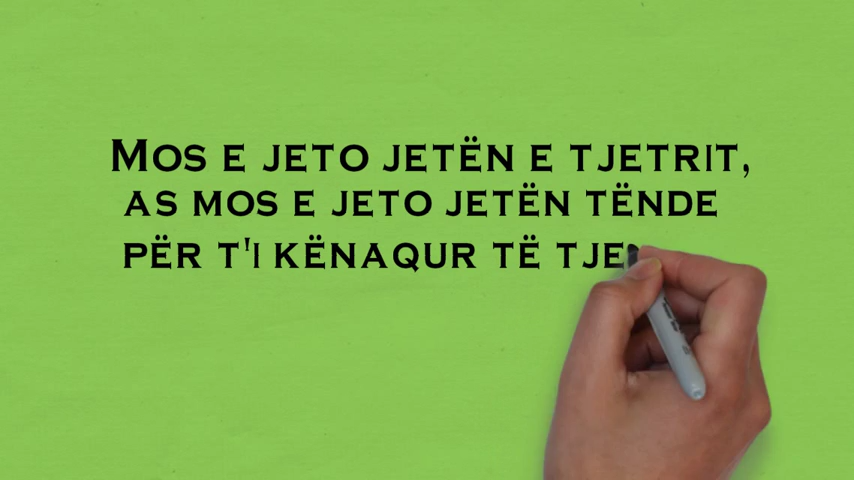 Mos e jeto jetën e tjetrit,
as mos e jeto jetën tënde
për t'i kënaqur të